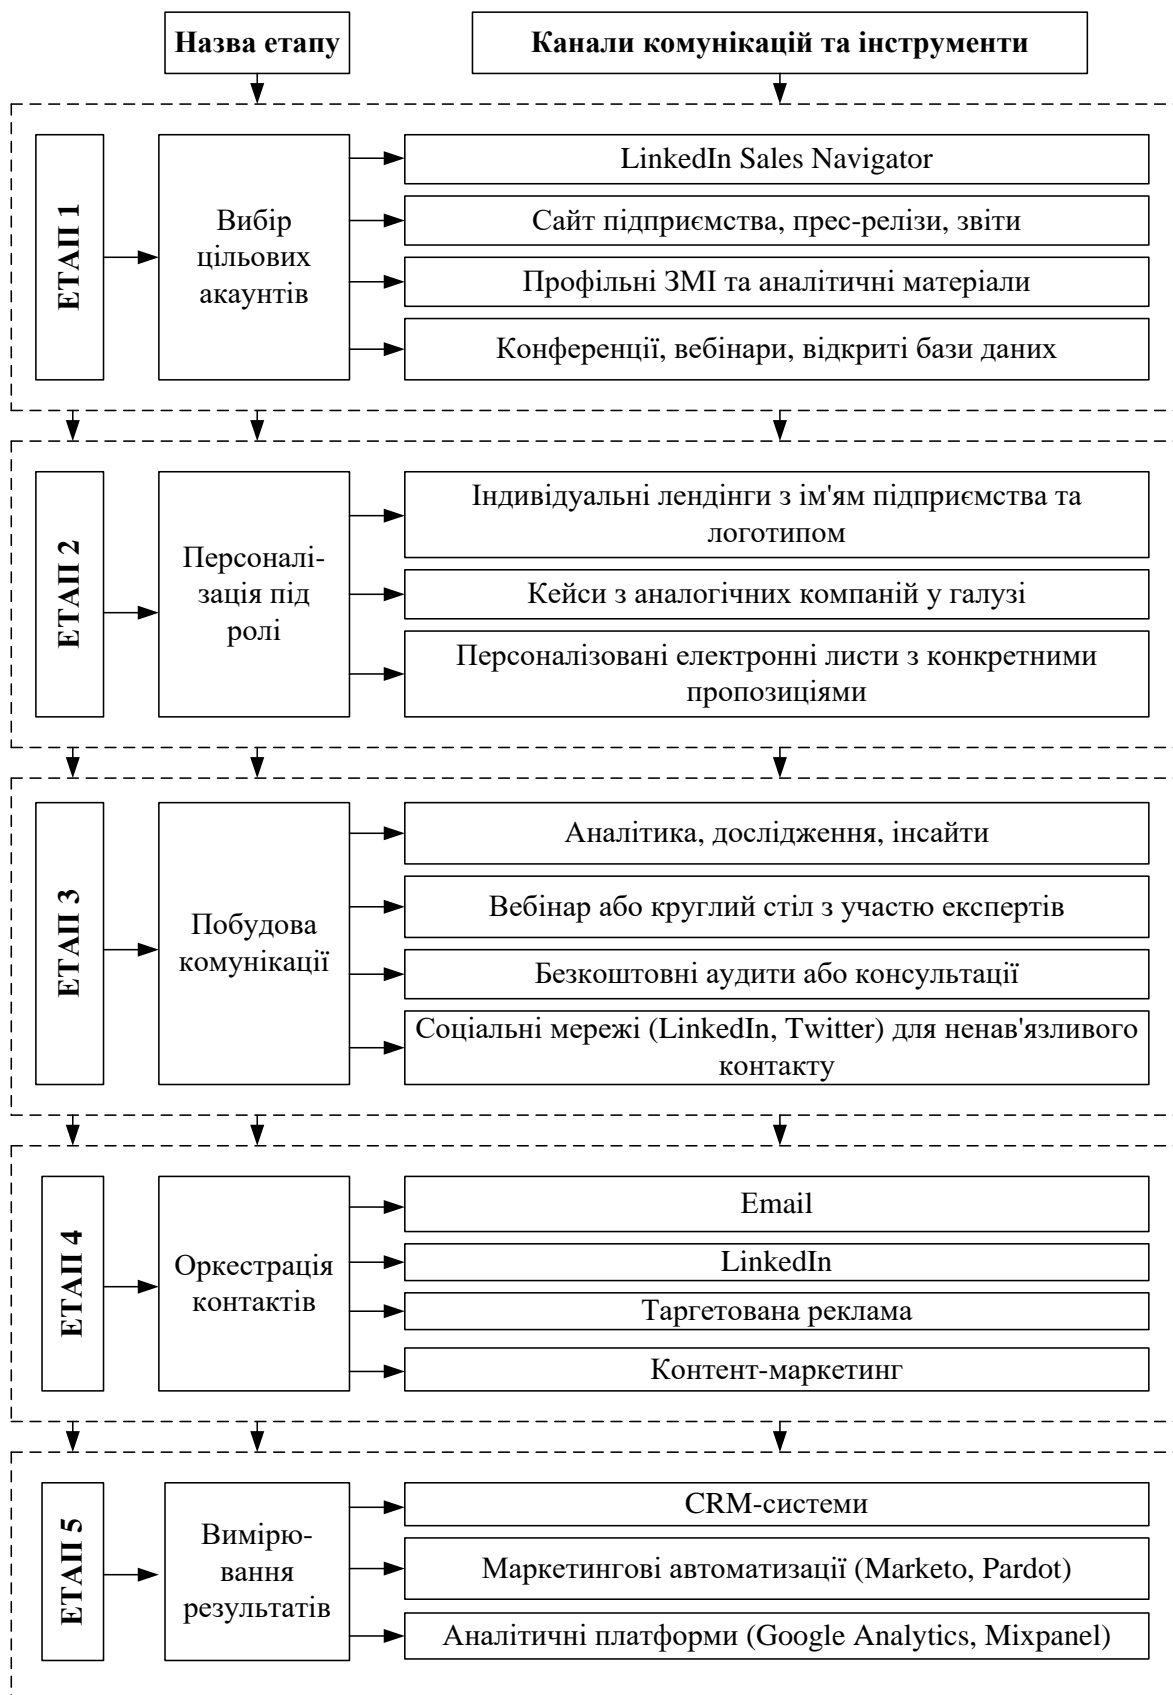 Назва етапу
Канали комунікацій та інструменти
ЕТАП 1
Вибір
цільових
акаунтів
LinkedIn Sales Navigator
Сайт підприємства, прес-релізи, звіти
Профільні ЗМІ та аналітичні матеріали
Конференції, вебінари, відкриті бази даних
ЕТАП 2
Персоналі-
зація під
ролі
Індивідуальні лендінги з ім'ям підприємства та
логотипом
Кейси з аналогічних компаній у галузі
Персоналізовані електронні листи з конкретними
пропозиціями
ЕТАП 3
Побудова
комунікації
Аналітика, дослідження, інсайти
Вебінар або круглий стіл з участю експертів
Безкоштовні аудити або консультації
Соціальні мережі (LinkedIn, Twitter) для ненав'язливого
контакту
ЕТАП 4
Оркестрація
контактів
Email
LinkedIn
Таргетована реклама
Контент-маркетинг
ЕТАП 5
Вимірю-
вання
результатів
CRM-системи
Маркетингові автоматизації (Marketo, Pardot)
Аналітичні платформи (Google Analytics, Mixpanel)